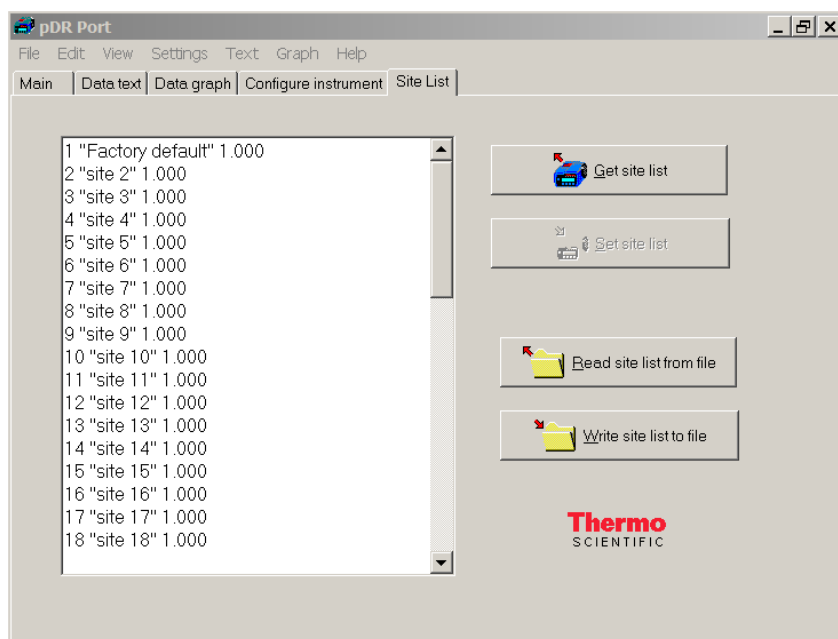 pDR Port
File Edit View Settings Text Graph Help
Main Data text Data graph Configure instrument Site List
1 "Factory default" 1.000
2 "site 2" 1.000
3 "site 3" 1.000
4 "site 4" 1.000
5 "site 5" 1.000
6 "site 6" 1.000
7 "site 7" 1.000
8 "site 8" 1.000
9 "site 9" 1.000
10 "site 10" 1.000
11 "site 11" 1.000
12 "site 12" 1.000
13 "site 13" 1.000
14 "site 14" 1.000
15 "site 15" 1.000
16 "site 16" 1.000
17 "site 17" 1.000
18 "site 18" 1.000
Get site list
Set site list
Read site list from file
Write site list to file
Thermo
SCIENTIFIC